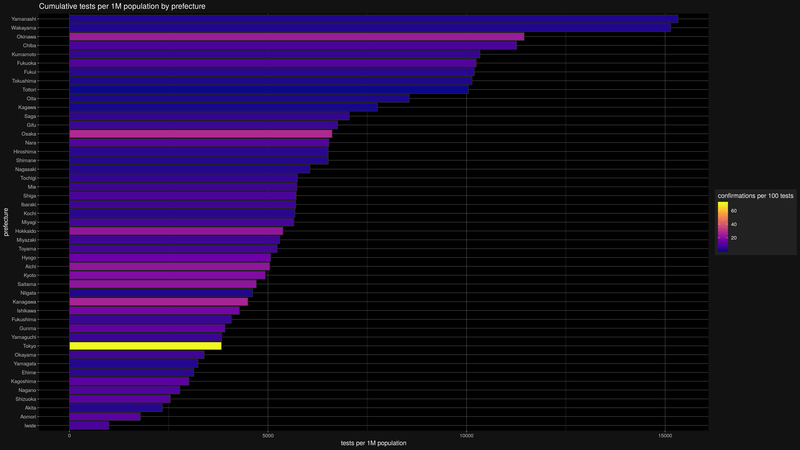 Cumulative tests per 1M population by prefecture
Yamanashi
Wakayama
Okinawa
Chiba
Kumamoto
Fukuoka
Fukui
Tokushima
Tottori
Oita
Kagawa
Saga
Gifu
Osaka
Nara
Hiroshima
Shimane
Nagasaki
Tochigi
Mie
Shiga
Ibaraki
Kochi
Miyagi
Hokkaido
Miyazaki
Toyama
Hyogo
Aichi
Kyoto
Saitama
Niigata
Kanagawa
Ishikawa
Fukushima
Gunma
Yamaguchi
Tokyo
Okayama
Yamagata
Ehime
Kagoshima
Nagano
Shizuoka
Akita
Aomori
Iwate
prefecture
0 5000 10000 15000
tests per 1M population
confirmations per 100 tests
60
40
20